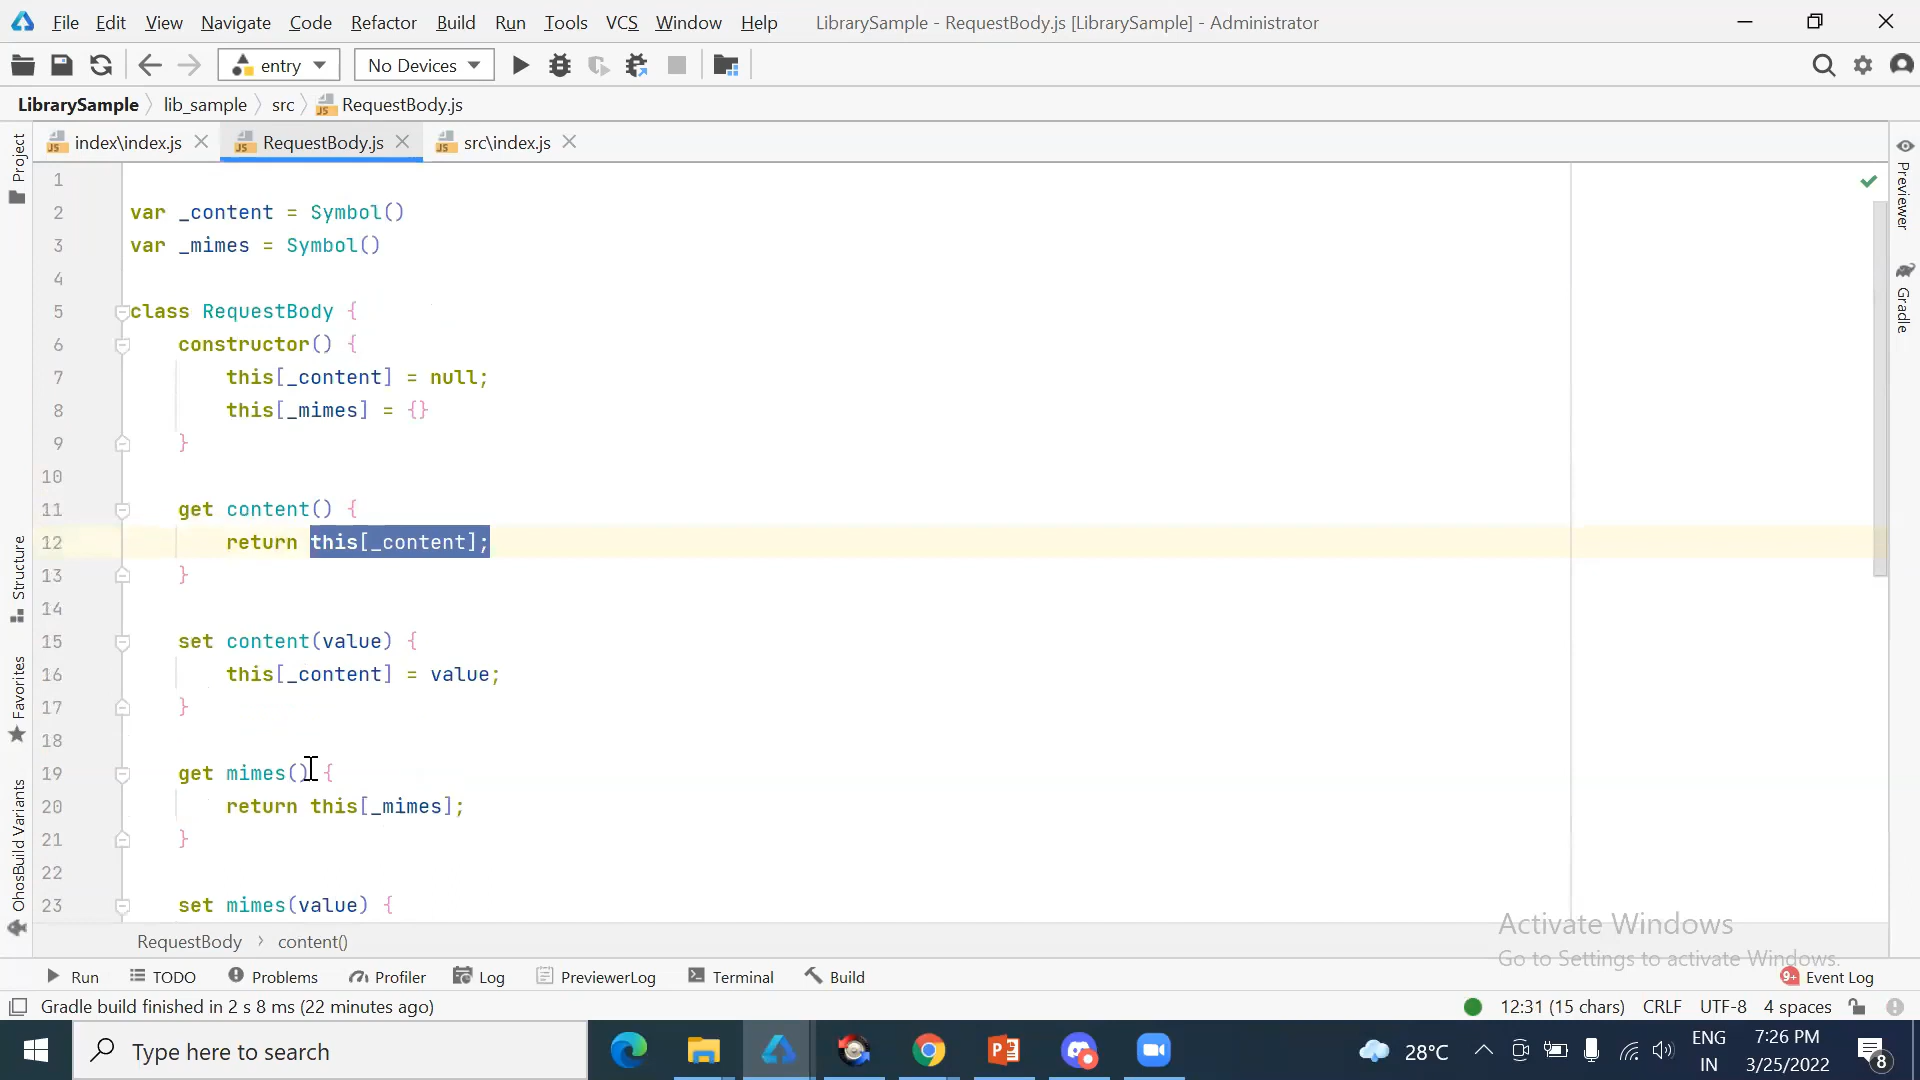 File Edit View Navigate Code Refactor Build Run Tools VCS Window Help LibrarySample - RequestBody.js [LibrarySample] - Administrator
entry No Devices
LibrarySample lib_sample src RequestBody.js
index\index.js RequestBody.js src\index.js
Project
Structure
Favorites
OhosBuild Variants
1
2 var _content = Symbol()
3 var _mimes = Symbol()
4
5 class RequestBody {
6 constructor() {
7 this[_content] = null;
8 this[_mimes] = {}
9 }
10
11 get content() {
12 return this[_content];
13 }
14
15 set content(value) {
16 this[_content] = value;
17 }
18
19 get mimes() {
20 return this[_mimes];
21 }
22
23 set mimes(value) {
Previewer
Gradle
RequestBody > content()
Activate Windows
Go to Settings to activate Windows.
Run TODO Problems Profiler Log PreviewerLog Terminal Build 9+ Event Log
Gradle build finished in 2 s 8 ms (22 minutes ago) 12:31 (15 chars) CRLF UTF-8 4 spaces
Type here to search 28°C ENG IN 7:26 PM 3/25/2022 8